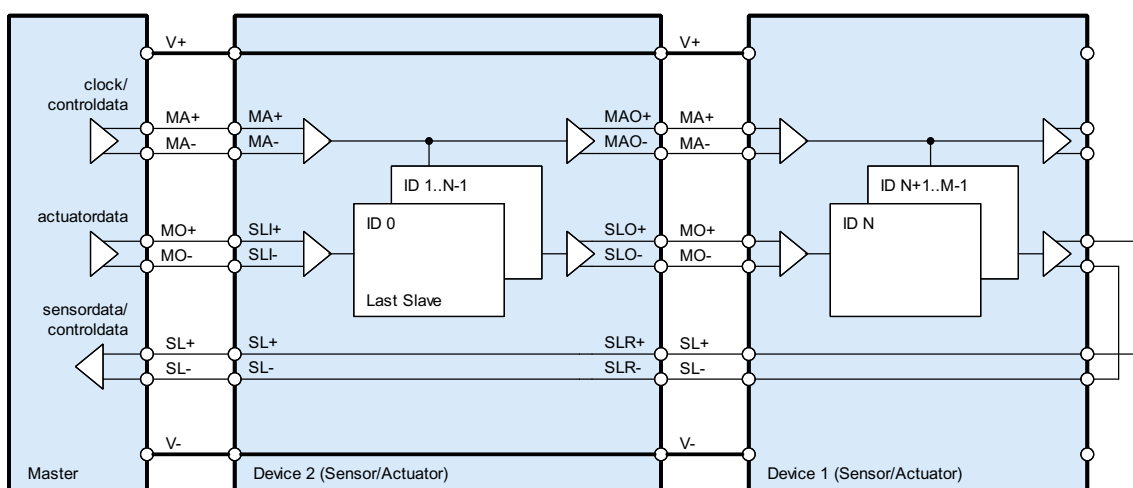 V+
V+
clock/
controldata
MA+
MA+
MAO+
MA+
MA-
MA-
MAO-
MA-
ID 1..N-1
ID N+1..M-1
actuatordata
ID 0
ID N
MO+
SLI+
SLO+
MO+
MO-
SLI-
SLO-
MO-
Last Slave
sensordata/
controldata
SL+
SL+
SLR+
SL+
SL-
SL-
SLR-
SL-
V-
V-
Master
Device 2 (Sensor/Actuator)
Device 1 (Sensor/Actuator)